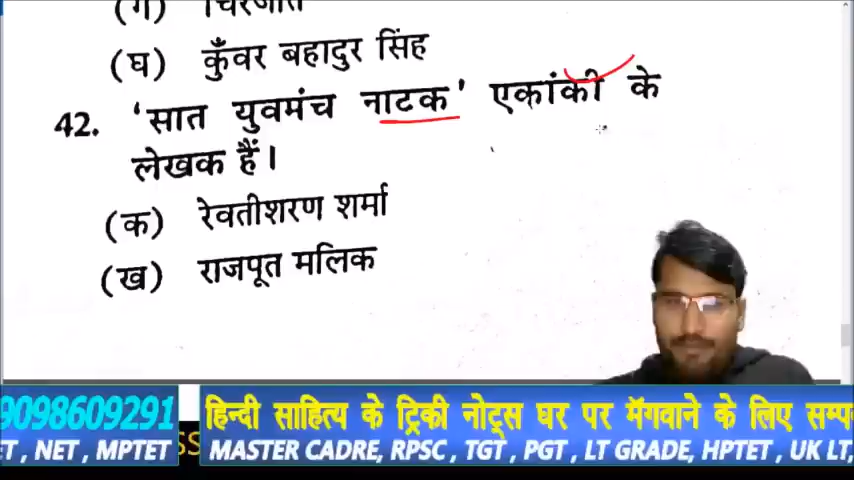 (ग) चिरंजीत
(घ) कुँवर बहादुर सिंह
42. 'सात युवमंच नाटक' एकांकी के
लेखक हैं।
(क) रेवतीशरण शर्मा
(ख) राजपूत मलिक
9098609291 हिन्दी साहित्य के ट्रिकी नोट्स घर पर मॅगवाने के लिए सम्प
ET, NET, MPTET MASTER CADRE, RPSC, TGT, PGT, LT GRADE, HPTET, UK LT,